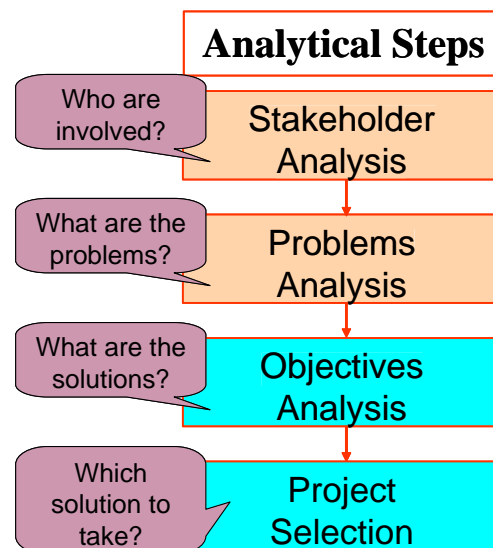 Analytical Steps
Who are
involved?
Stakeholder
Analysis
What are the
problems?
Problems
Analysis
What are the
solutions?
Objectives
Analysis
Which
solution to
take?
Project
Selection